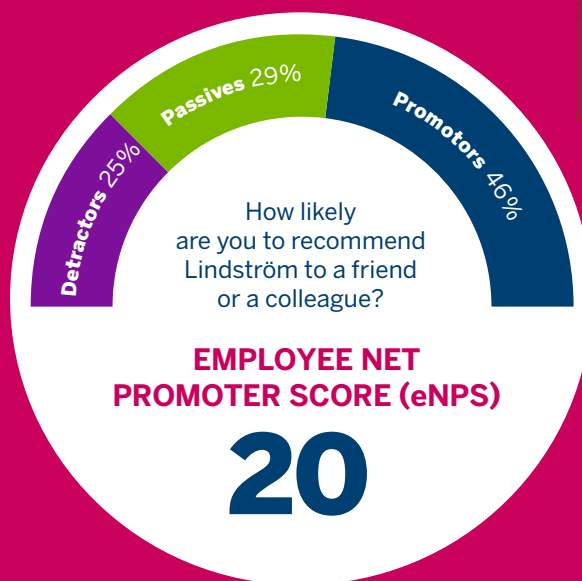 Detractors 25%
Passives 29%
Promotors 46%
How likely
are you to recommend
Lindström to a friend
or a colleague?
EMPLOYEE NET
PROMOTER SCORE (eNPS)
20